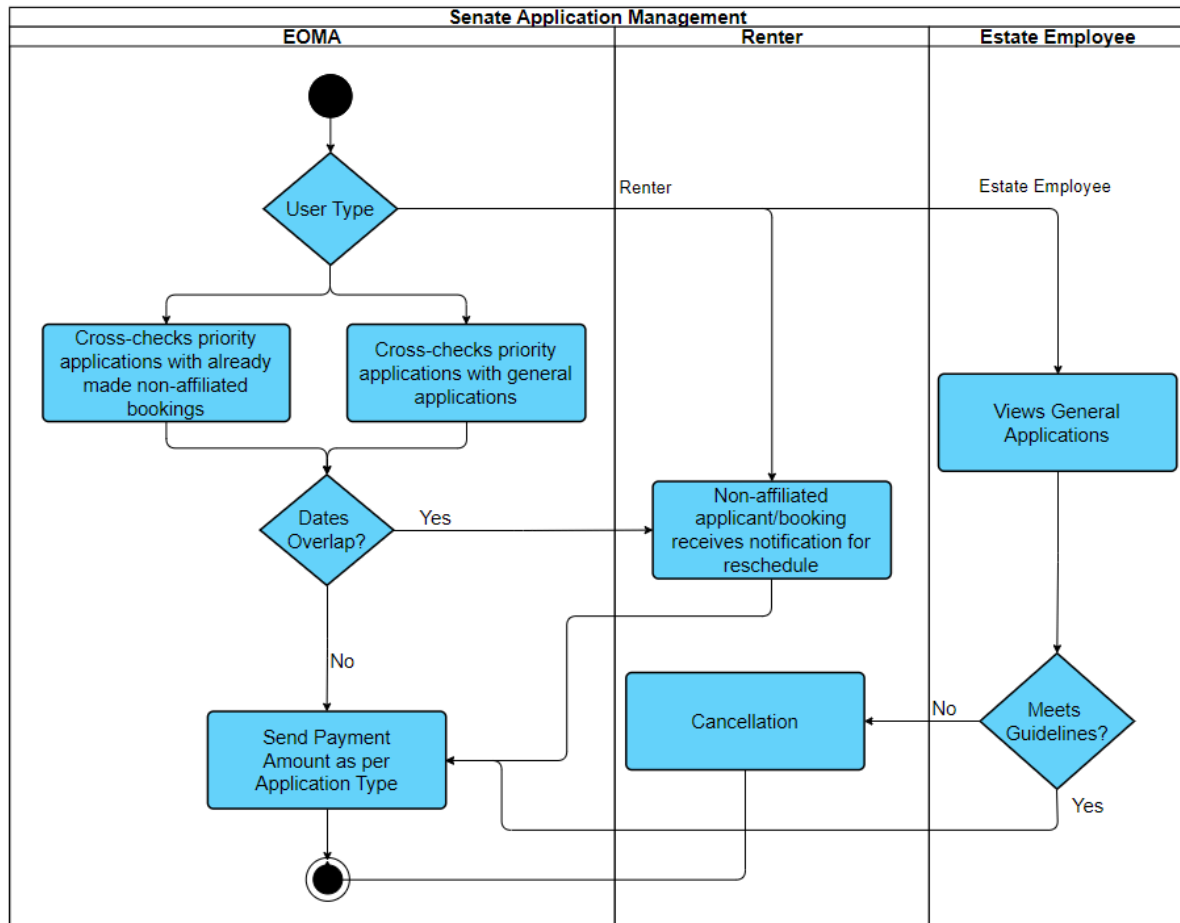 Senate Application Management
EOMA
Renter
Estate Employee
Renter
Estate Employee
User Type
Cross-checks priority
applications with already
made non-affiliated
bookings
Cross-checks priority
applications with general
applications
Views General
Applications
Dates
Overlap?
Yes
Non-affiliated
applicant/booking
receives notification for
reschedule
No
Send Payment
Amount as per
Application Type
Cancellation
No
Meets
Guidelines?
Yes